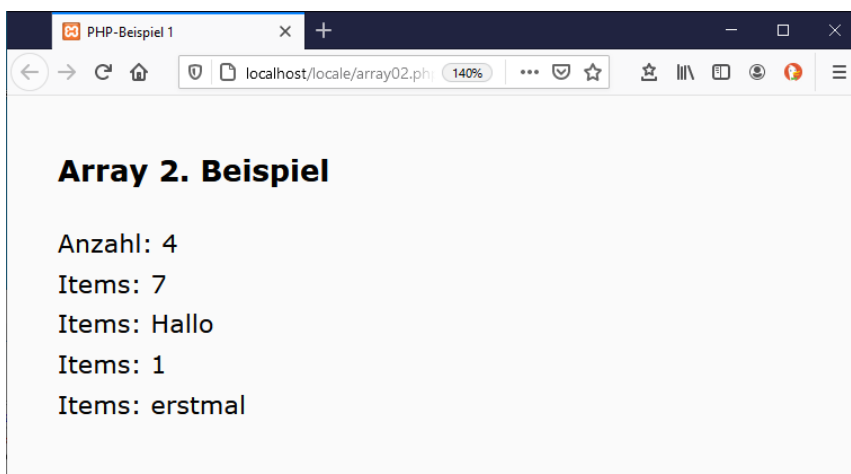 PHP-Beispiel 1
localhost/locale/array02.ph 140%
Array 2. Beispiel
Anzahl: 4
Items: 7
Items: Hallo
Items: 1
Items: erstmal